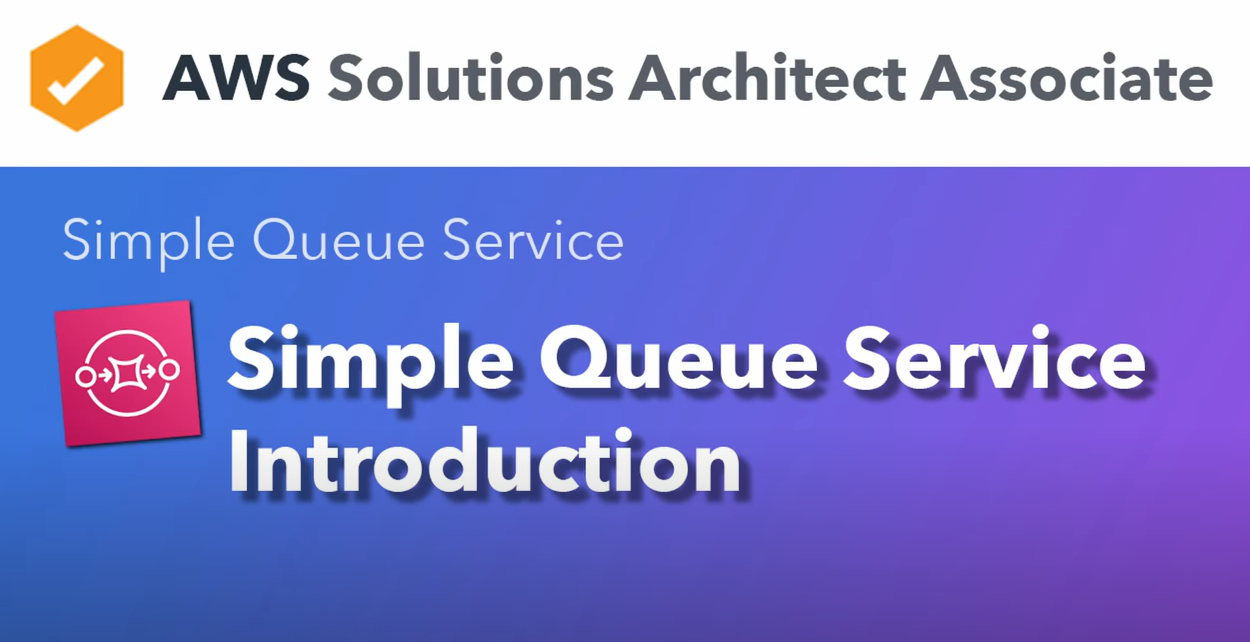 AWS Solutions Architect Associate
Simple Queue Service
Simple Queue Service
Introduction